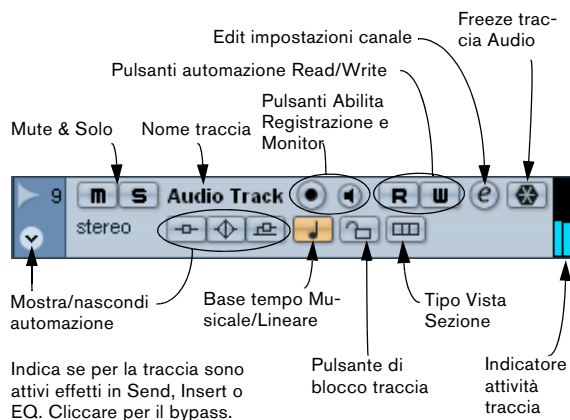 Freeze trac-
cia Audio
Edit impostazioni canale
Pulsanti automazione Read/Write
Pulsanti Abilita
Registrazione e
Monitor
Mute & Solo
Nome traccia
9
m
S
Audio Track
R
W
e
stereo
Mostra/nascondi
automazione
Base tempo Mu-
sicale/Lineare
Tipo Vista
Sezione
Indica se per la traccia sono
attivi effetti in Send, Insert o
EQ. Cliccare per il bypass.
Pulsante di
blocco traccia
Indicatore
attività
traccia